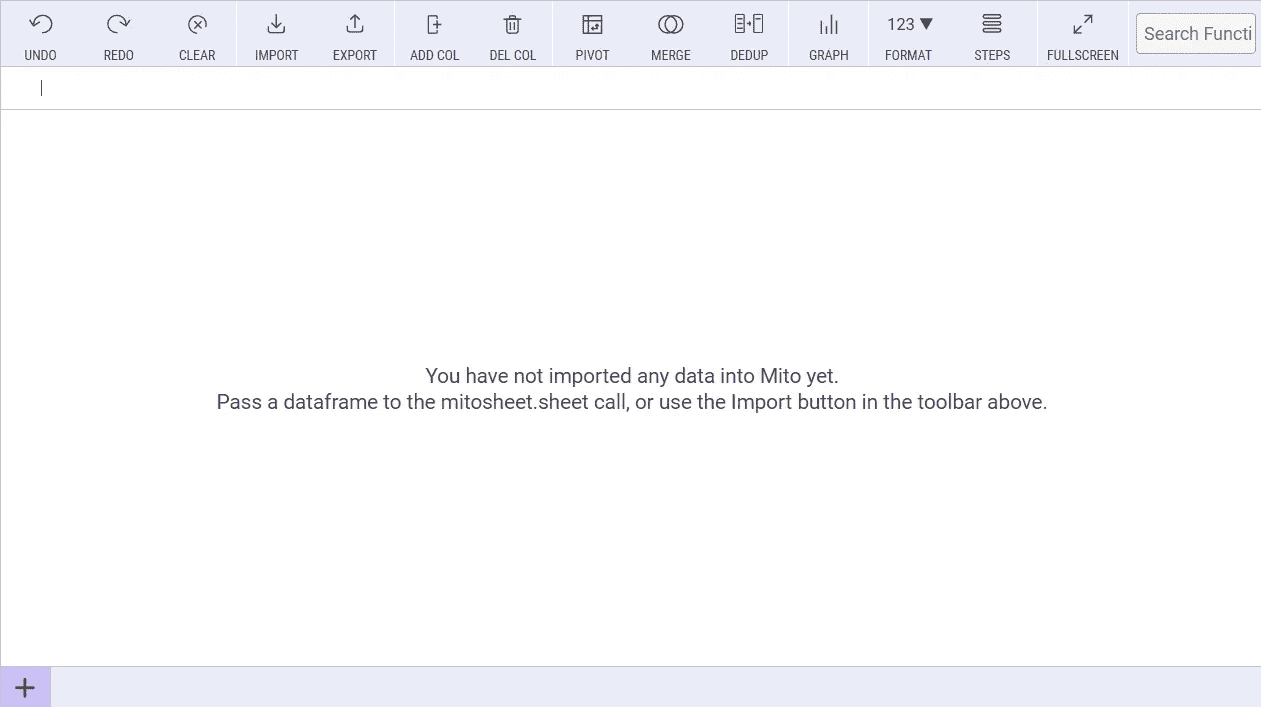 UNDO REDO CLEAR IMPORT EXPORT ADD COL DEL COL PIVOT MERGE DEDUP GRAPH 123 ▼ FORMAT STEPS FULLSCREEN Search Functi
You have not imported any data into Mito yet.
Pass a dataframe to the mitosheet.sheet call, or use the Import button in the toolbar above.